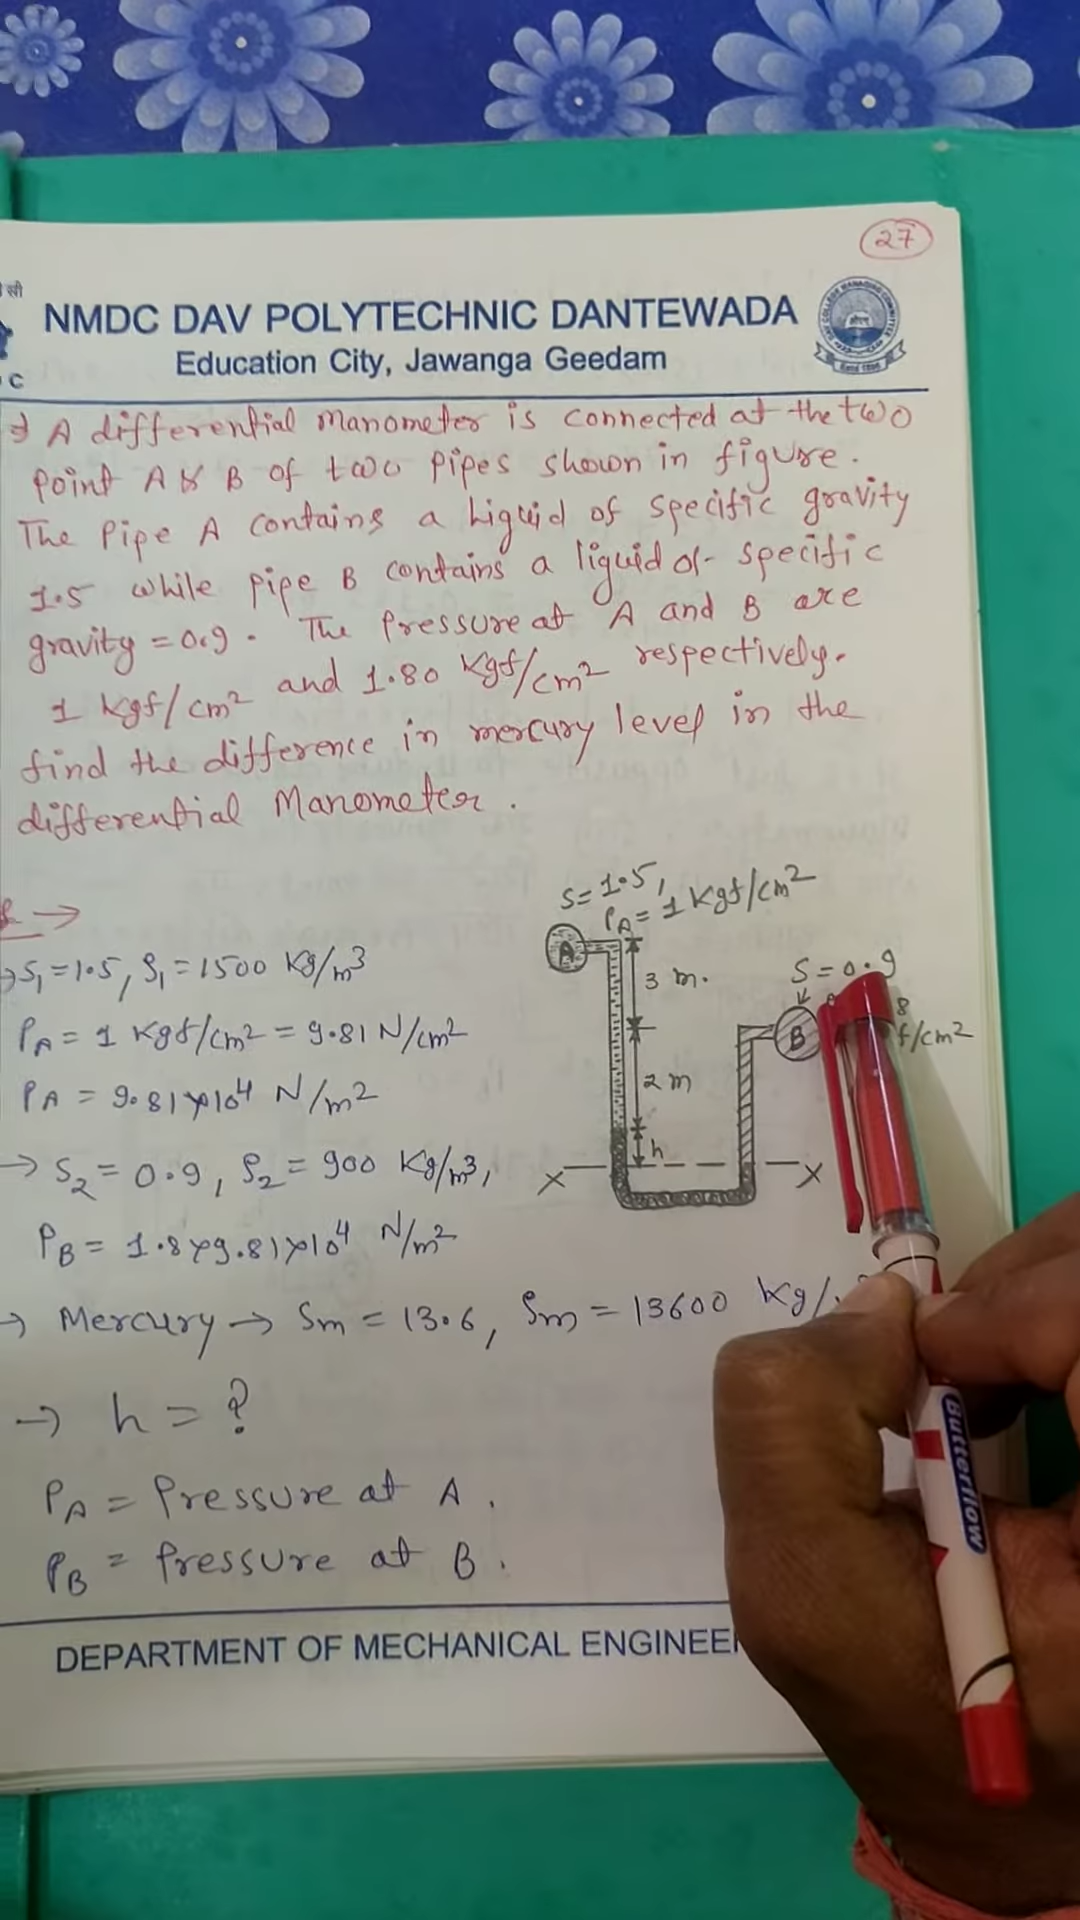 27
सी
C
NMDC DAV POLYTECHNIC DANTEWADA
Education City, Jawanga Geedam
A differential manometer is connected at the two
point A & B of two pipes shown in figure.
The Pipe A contains a liquid of specific gravity
1.5 while pipe B contains a liquid of specific
gravity = 0.9. The Pressure at A and B are
1 kgf/cm² and 1.80 kgf/cm² respectively.
find the difference in mercury level in the
differential Manometer.
S = 1.5,
PA = 1 kgf/cm²
A
3 m.
S = 0.9
8
B
f/cm²
2 m
h
X
X
→ S₁ = 1.5, ρ₁ = 1500 kg/m³
PA = 1 kgf/cm² = 9.81 N/cm²
PA = 9.81×10⁴ N/m²
→ S₂ = 0.9, ρ₂ = 900 kg/m³,
PB = 1.8×9.81×10⁴ N/m²
→ Mercury → Sm = 13.6, ρm = 13600 kg/
→ h = ?
PA = Pressure at A.
PB = Pressure at B.
DEPARTMENT OF MECHANICAL ENGINEE
Butterflow